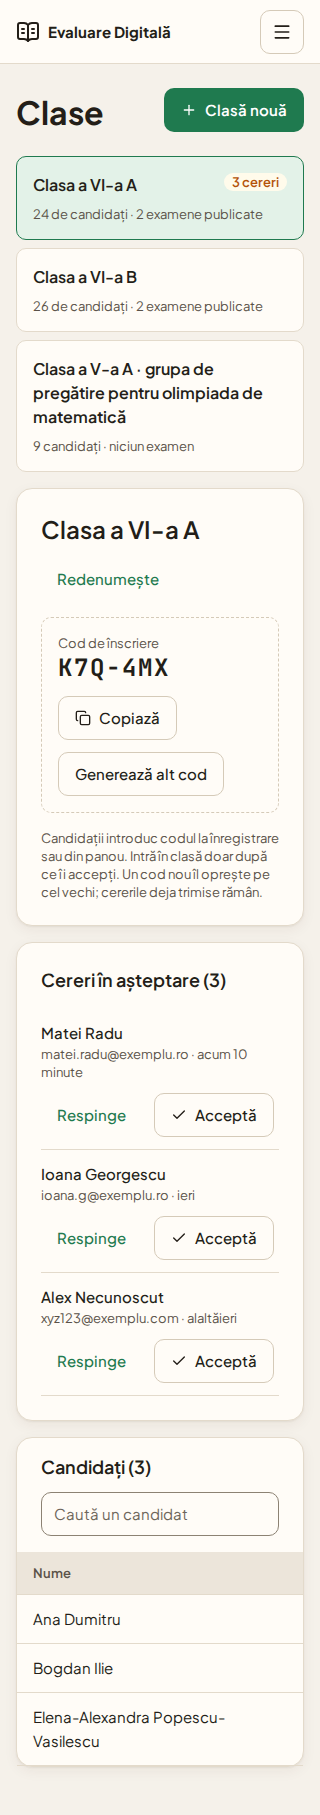 Evaluare Digitală
Clase
Clasă nouă
Clasa a VI-a A
3 cereri
24 de candidați · 2 examene publicate
Clasa a VI-a B
26 de candidați · 2 examene publicate
Clasa a V-a A · grupa de
pregătire pentru olimpiada de
matematică
9 candidați · niciun examen
Clasa a VI-a A
Redenumește
Cod de înscriere
K7Q-4MX
Copiază
Generează alt cod
Candidații introduc codul la înregistrare
sau din panou. Intră în clasă doar după
ce îi accepți. Un cod nou îl oprește pe
cel vechi; cererile deja trimise rămân.
Cereri în așteptare (3)
Matei Radu
matei.radu@exemplu.ro · acum 10
minute
Respinge
Acceptă
Ioana Georgescu
ioana.g@exemplu.ro · ieri
Respinge
Acceptă
Alex Necunoscut
xyz123@exemplu.com · alaltăieri
Respinge
Acceptă
Candidați (3)
Caută un candidat
Nume
Ana Dumitru
Bogdan Ilie
Elena-Alexandra Popescu-
Vasilescu